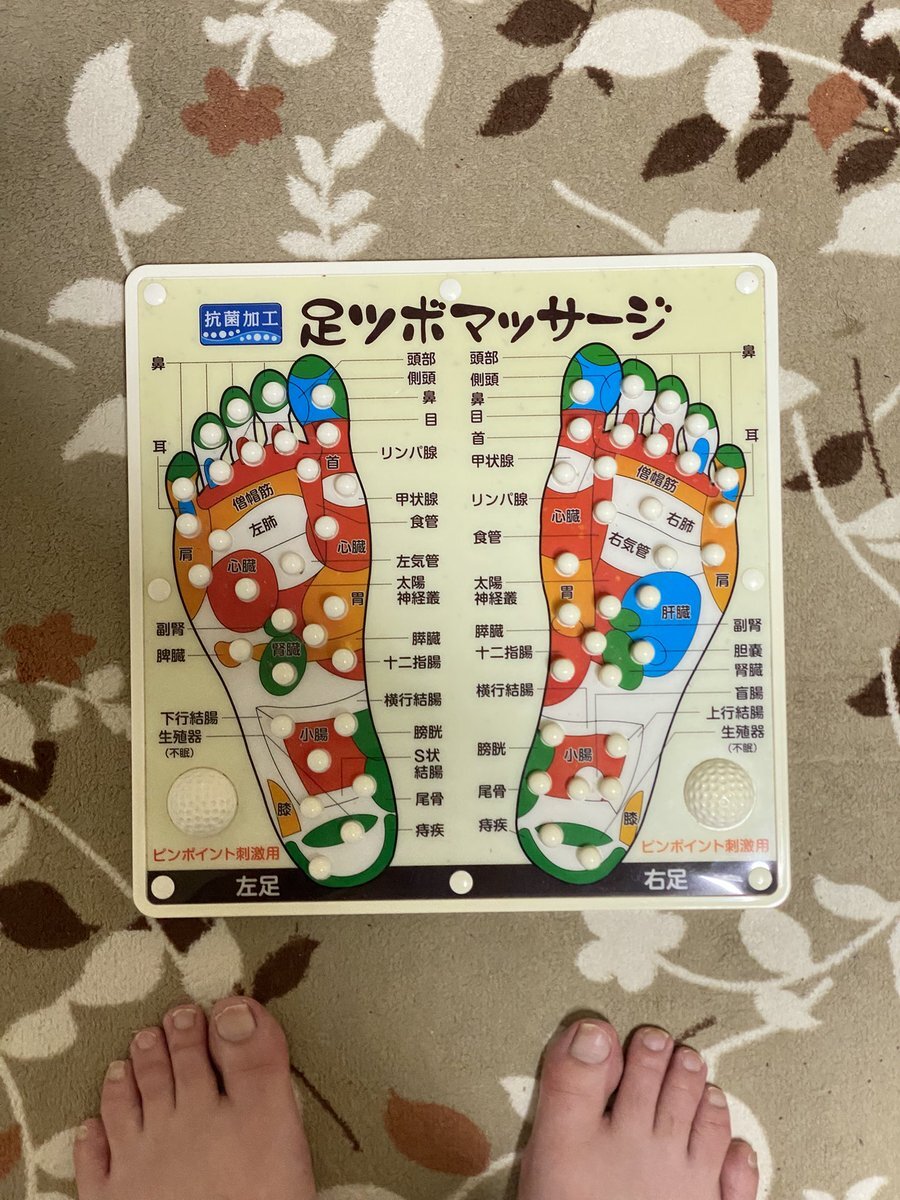 抗菌加工
足ツボマッサージ
鼻
耳
頭部
側頭
鼻
目
リンパ腺
甲状腺
食管
左気管
太陽
神経叢
膵臓
十二指腸
横行結腸
膀胱
S状
結腸
尾骨
痔疾
首
僧帽筋
左肺
肩
心臓
心臓
胃
副腎
脾臓
腎臓
下行結腸
生殖器
(不眠)
小腸
膝
ピンポイント刺激用
左足
頭部
側頭
鼻
目
首
甲状腺
リンパ腺
食管
太陽
神経叢
膵臓
十二指腸
横行結腸
膀胱
尾骨
痔疾
鼻
耳
僧帽筋
心臓
右肺
右気管
肩
胃
肝臓
副腎
胆嚢
腎臓
盲腸
上行結腸
生殖器
(不眠)
小腸
膝
ピンポイント刺激用
右足